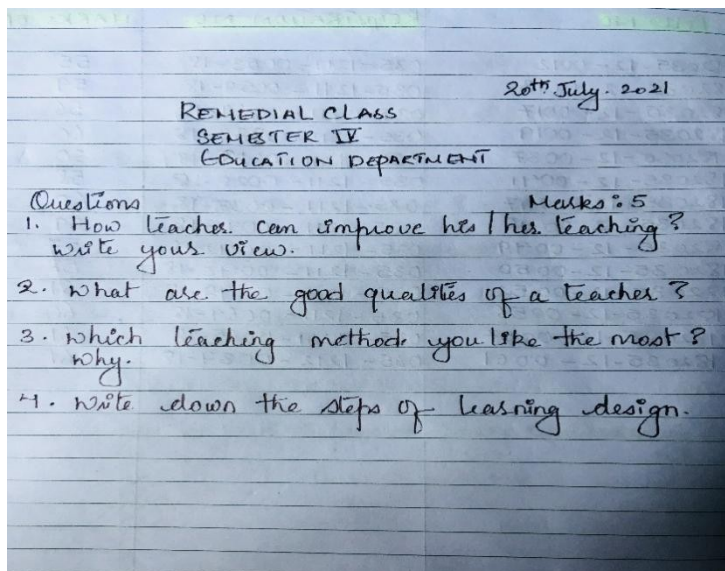 20th July. 2021
REMEDIAL CLASS
SEMESTER IV
EDUCATION DEPARTMENT
Questions Marks: 5
1. How teacher can improve his / her teaching?
write your view.
2. what are the good qualities of a teacher?
3. which teaching method you like the most?
why.
4. write down the steps of learning design.